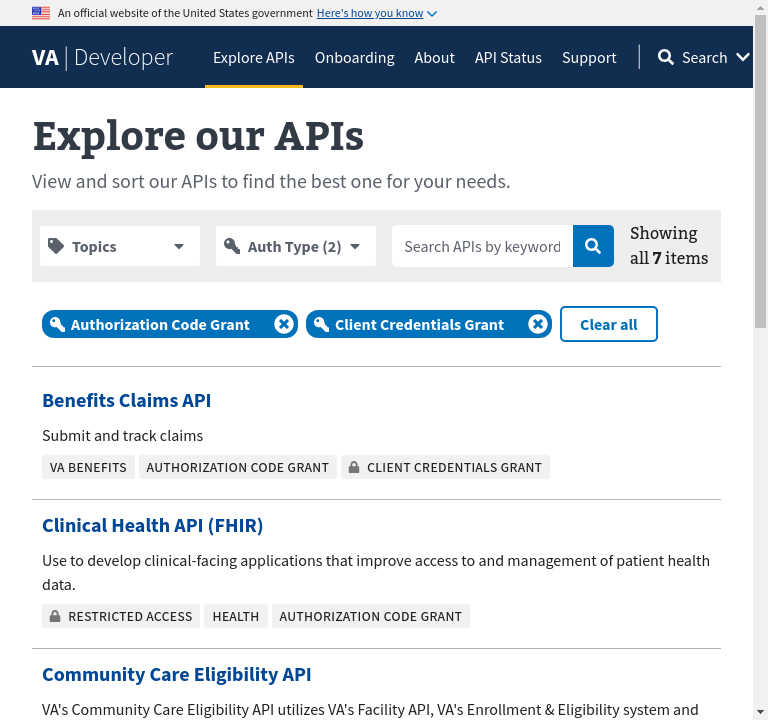 An official website of the United States government Here's how you know
VA | Developer Explore APIs Onboarding About API Status Support Search
Explore our APIs
View and sort our APIs to find the best one for your needs.
Topics Auth Type (2) Search APIs by keyword Showing
all 7 items
Authorization Code Grant Client Credentials Grant Clear all
Benefits Claims API
Submit and track claims
VA BENEFITS AUTHORIZATION CODE GRANT CLIENT CREDENTIALS GRANT
Clinical Health API (FHIR)
Use to develop clinical-facing applications that improve access to and management of patient health
data.
RESTRICTED ACCESS HEALTH AUTHORIZATION CODE GRANT
Community Care Eligibility API
VA's Community Care Eligibility API utilizes VA's Facility API, VA's Enrollment & Eligibility system and